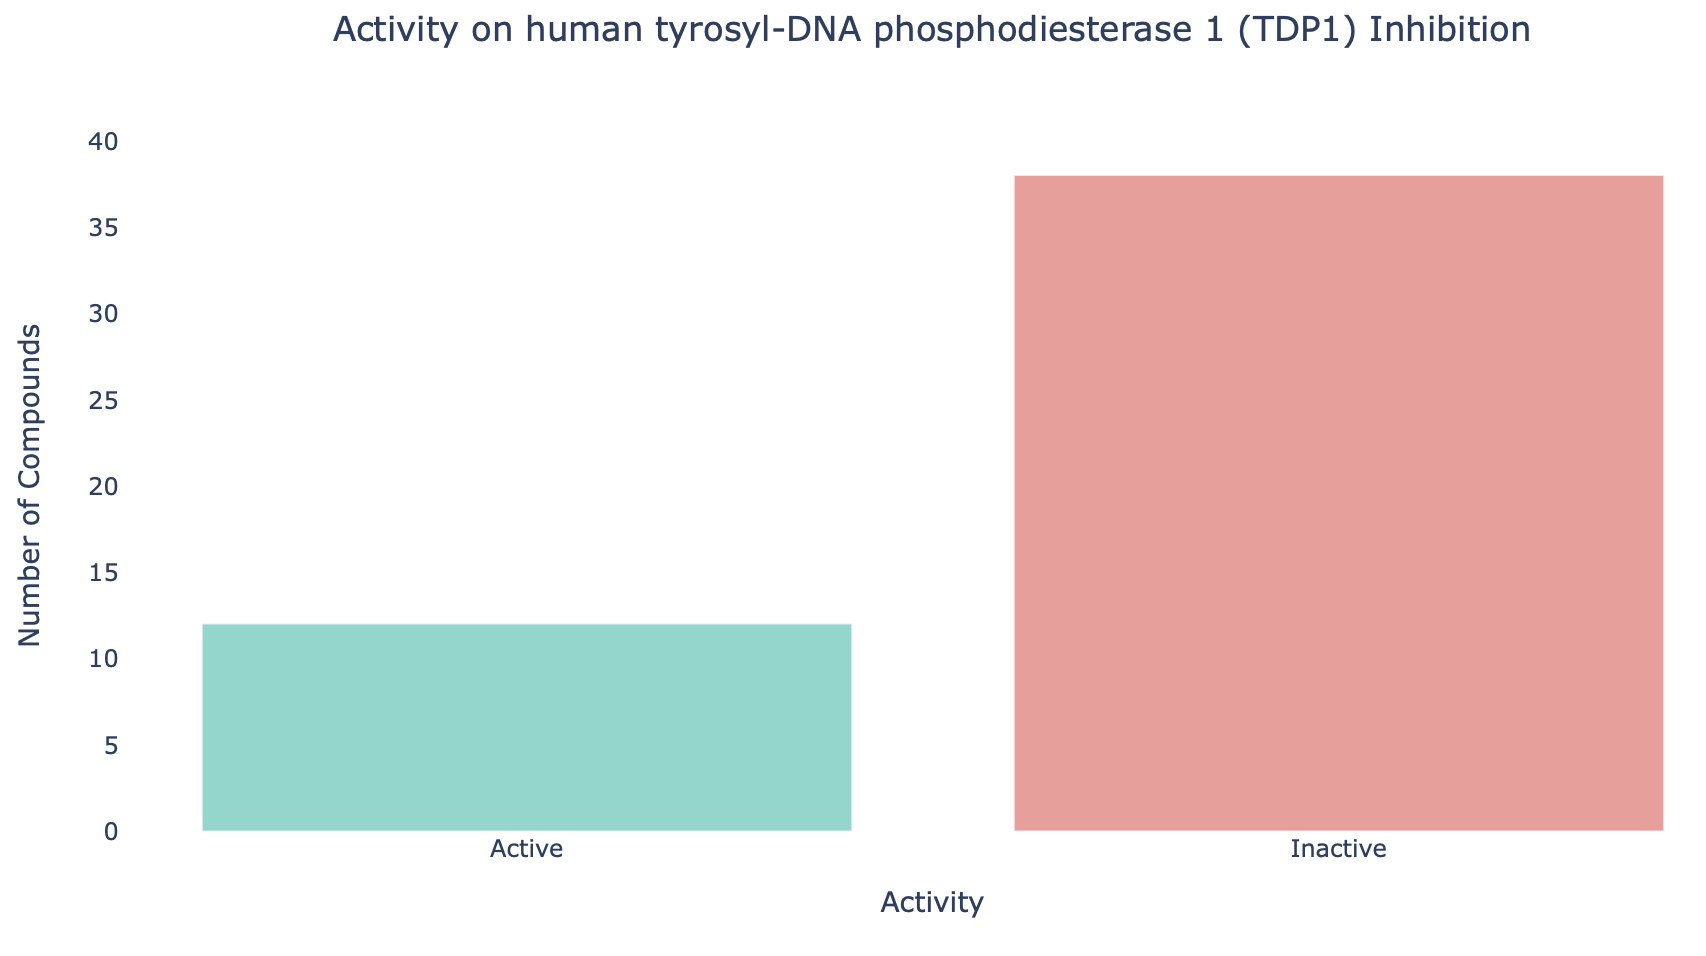 Activity on human tyrosyl-DNA phosphodiesterase 1 (TDP1) Inhibition
40
35
30
25
20
15
10
5
0
Number of Compounds
Active
Inactive
Activity